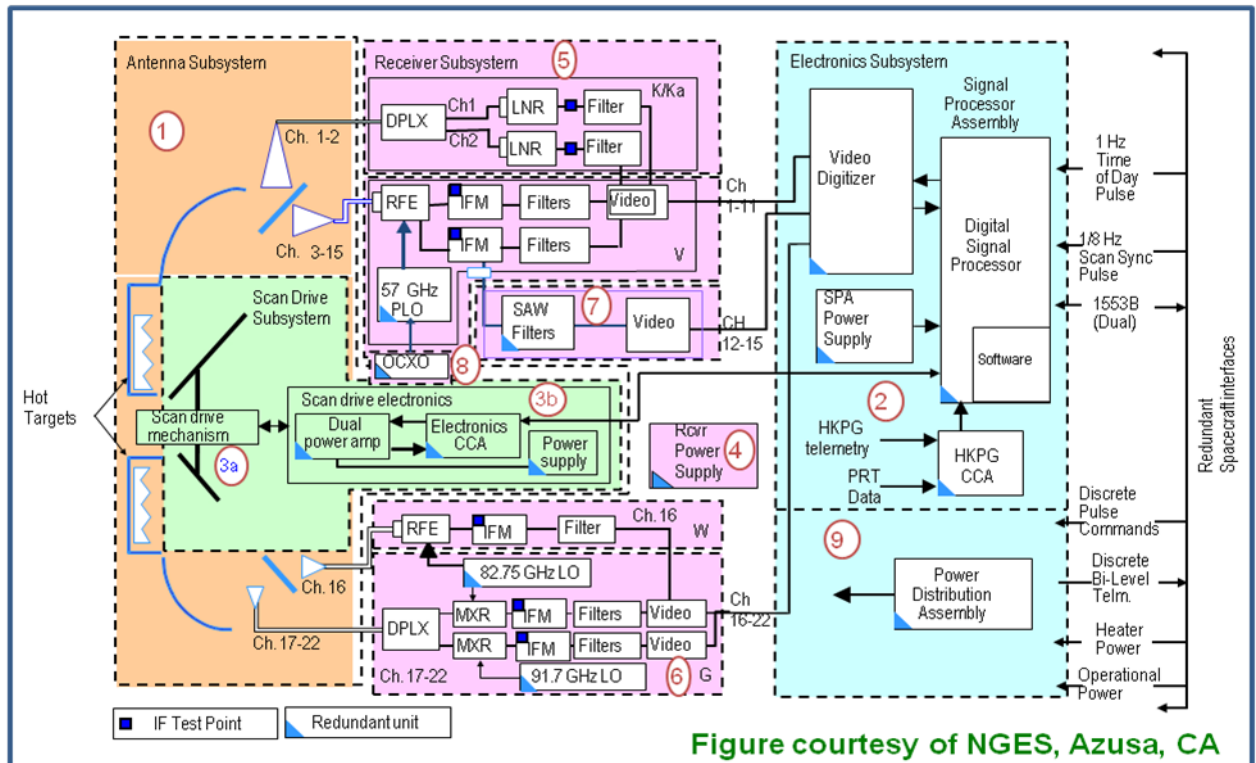 Antenna Subsystem
1
Ch. 1-2
Ch. 3-15
Receiver Subsystem
5
K/Ka
DPLX
Ch1
Ch2
LNR
Filter
LNR
Filter
RFE
IFM
Filters
Video
IFM
Filters
V
57 GHz
PLO
SAW
Filters
7
Video
OCXO
8
Ch
1-11
CH
12-15
Scan Drive
Subsystem
Hot
Targets
Scan drive
mechanism
3a
Scan drive electronics
3b
Dual
power amp
Electronics
CCA
Power
supply
Rcvr
Power
Supply
4
Ch. 16
Ch.17-22
RFE
IFM
Filter
Ch. 16
W
82.75 GHz LO
DPLX
MXR
IFM
Filters
Video
MXR
IFM
Filters
Video
Ch
16-22
Ch.17-22
91.7 GHz LO
6
G
Electronics Subsystem
Signal
Processor
Assembly
Video
Digitizer
Digital
Signal
Processor
SPA
Power
Supply
Software
2
HKPG
telemetry
HKPG
CCA
PRT
Data
9
Power
Distribution
Assembly
1 Hz
Time
of Day
Pulse
1/8 Hz
Scan Sync
Pulse
1553B
(Dual)
Redundant
Spacecraft interfaces
Discrete
Pulse
Commands
Discrete
Bi-Level
Telm.
Heater
Power
Operational
Power
IF Test Point
Redundant unit
Figure courtesy of NGES, Azusa, CA